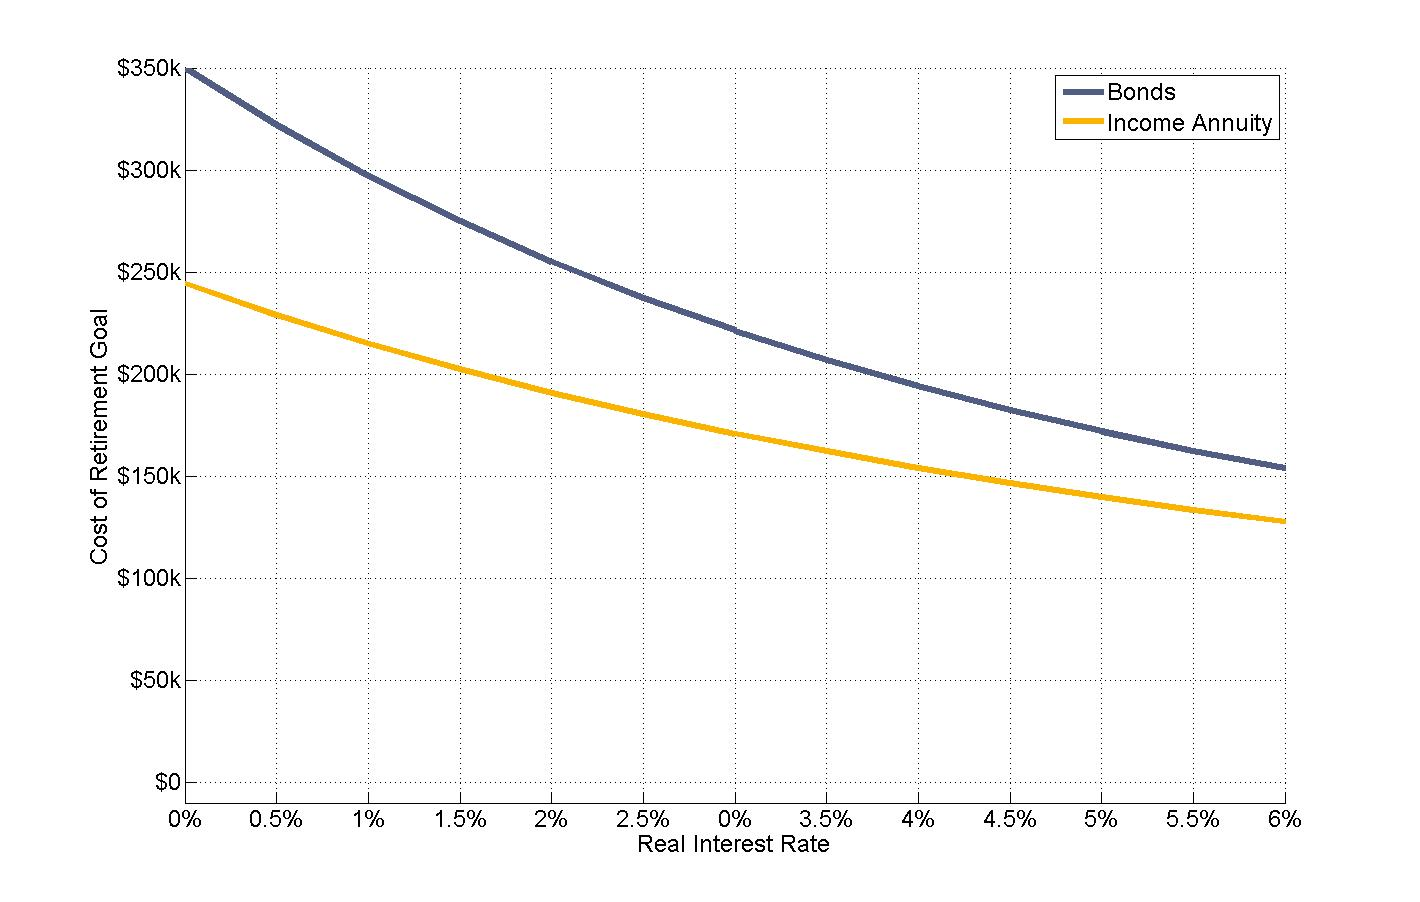 $350k
$300k
$250k
$200k
$150k
$100k
$50k
$0
Cost of Retirement Goal
Bonds
Income Annuity
0% 0.5% 1% 1.5% 2% 2.5% 0% 3.5% 4% 4.5% 5% 5.5% 6%
Real Interest Rate